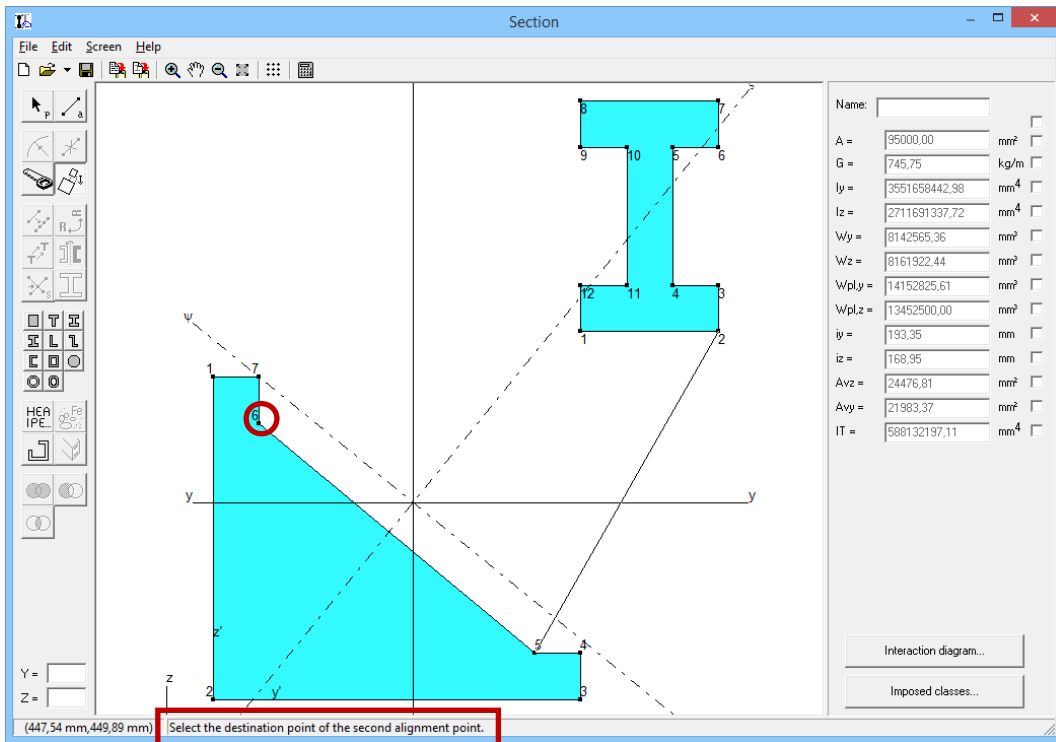 Section
File Edit Screen Help
P a
R R
T
S
HEA Fe
IPE...
Y =
Z =
8 7
9 10 5 6
12 11 4 3
1 2
ψ
1 7
6
y y
5 4
z'
z 2 y' 3
Name:
A = 95000,00 mm²
G = 745,75 kg/m
Iy = 3551658442,98 mm4
Iz = 2711691337,72 mm4
Wy = 8142565,36 mm³
Wz = 8161922,44 mm³
Wpl,y = 14152825,61 mm³
Wpl,z = 13452500,00 mm³
iy = 193,35 mm
iz = 168,95 mm
Avz = 24476,81 mm²
Avy = 21983,37 mm²
IT = 588132197,11 mm4
Interaction diagram...
Imposed classes...
(447,54 mm,449,89 mm) Select the destination point of the second alignment point.